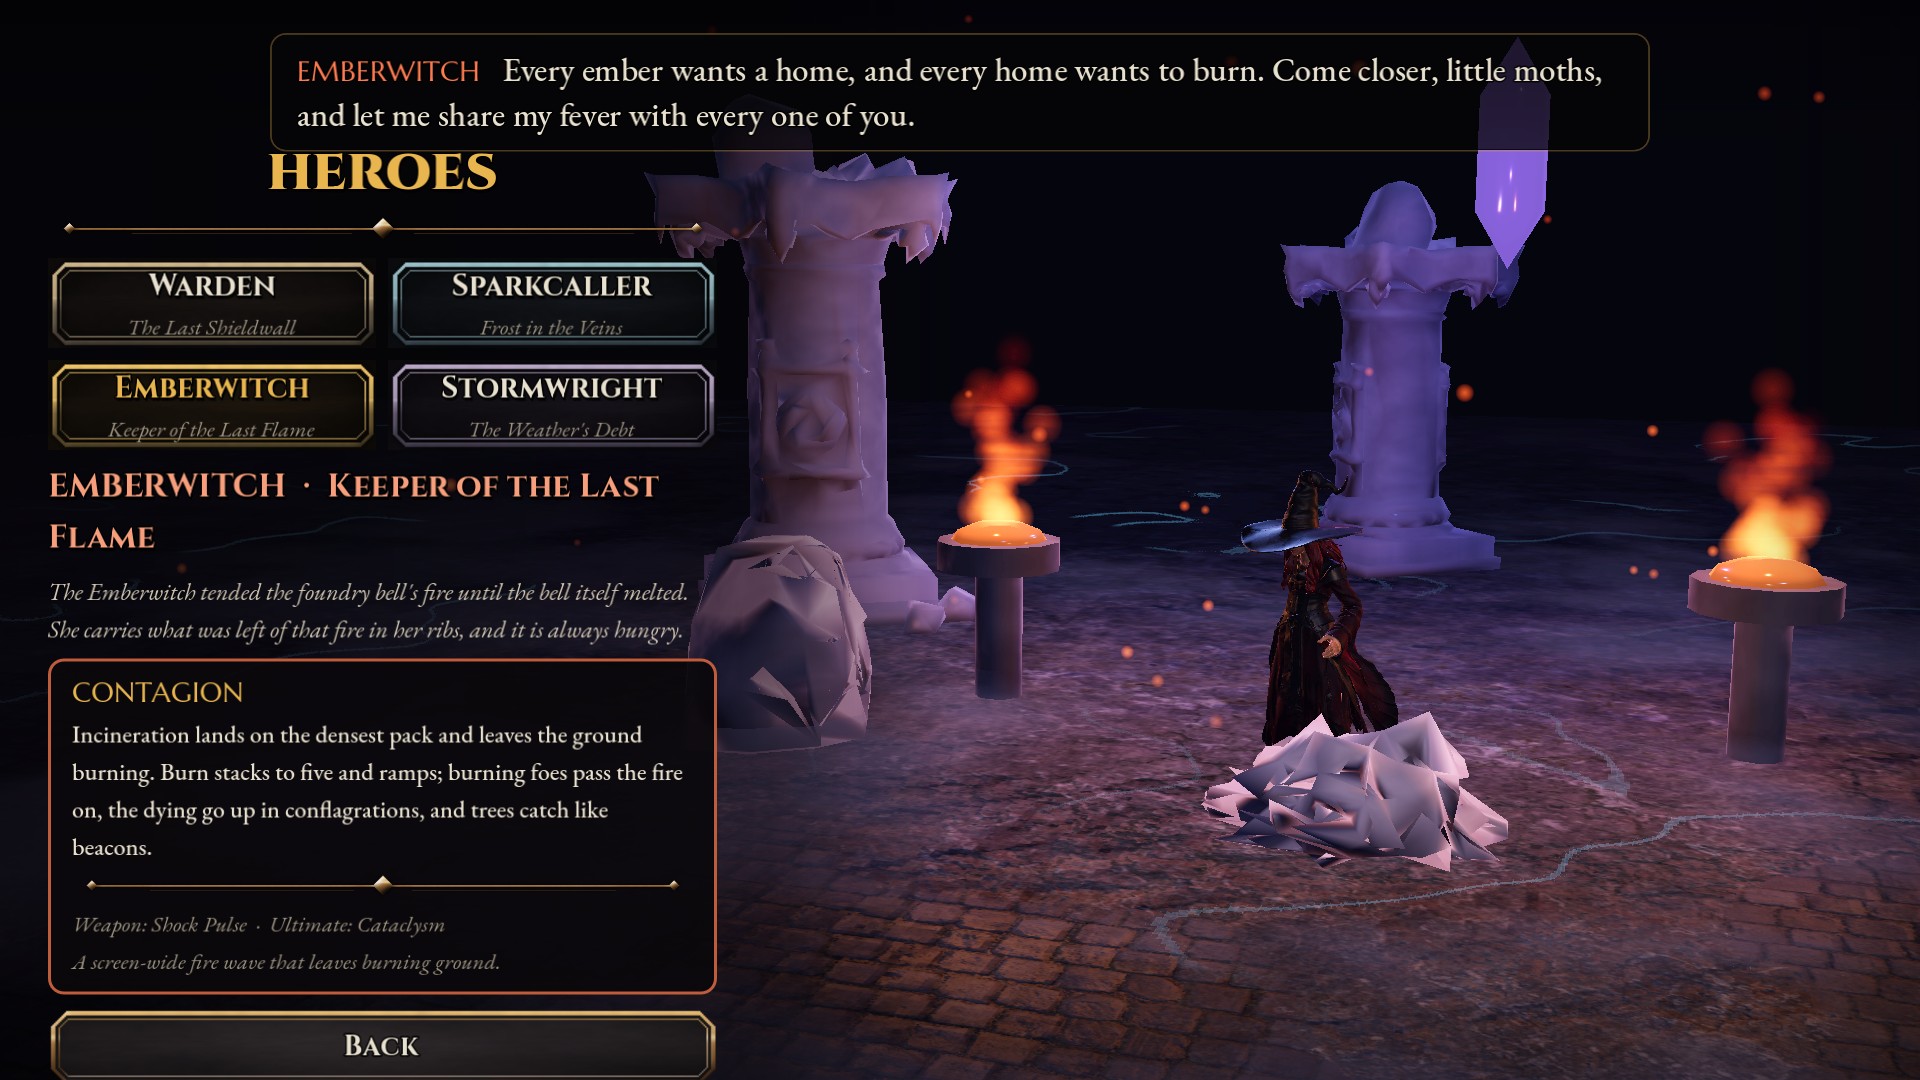 EMBERWITCH Every ember wants a home, and every home wants to burn. Come closer, little moths,
and let me share my fever with every one of you.
HEROES
WARDEN
The Last Shieldwall
SPARKCALLER
Frost in the Veins
EMBERWITCH
Keeper of the Last Flame
STORMWRIGHT
The Weather's Debt
EMBERWITCH · KEEPER OF THE LAST
FLAME
The Emberwitch tended the foundry bell's fire until the bell itself melted.
She carries what was left of that fire in her ribs, and it is always hungry.
CONTAGION
Incineration lands on the densest pack and leaves the ground
burning. Burn stacks to five and ramps; burning foes pass the fire
on, the dying go up in conflagrations, and trees catch like
beacons.
Weapon: Shock Pulse · Ultimate: Cataclysm
A screen-wide fire wave that leaves burning ground.
BACK